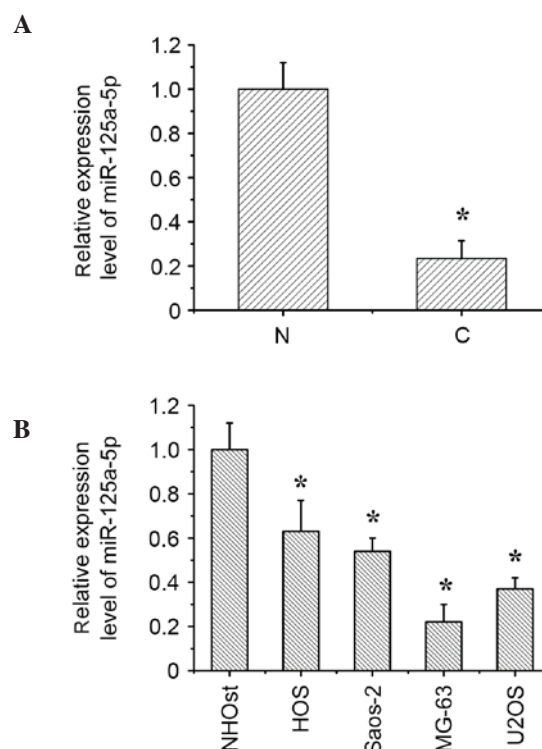 A
Relative expression
level of miR-125a-5p
1.2
1.0
0.8
0.6
0.4
0.2
0
*
N
C
B
Relative expression
level of miR-125a-5p
1.2
1.0
0.8
0.6
0.4
0.2
0
*
*
*
*
NHOst
HOS
Saos-2
MG-63
U2OS